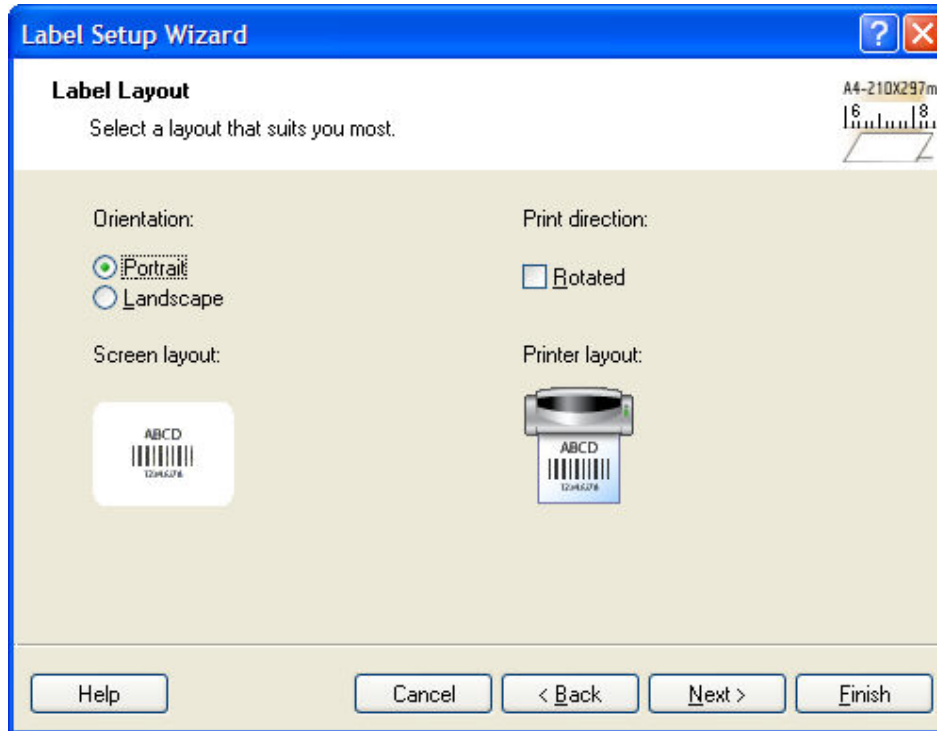 Label Setup Wizard
?
Label Layout
Select a layout that suits you most.
A4-210X297m
6 8
Orientation:
Portrait
Landscape
Print direction:
Rotated
Screen layout:
ABCD
Printer layout:
ABCD
Help
Cancel
< Back
Next >
Finish